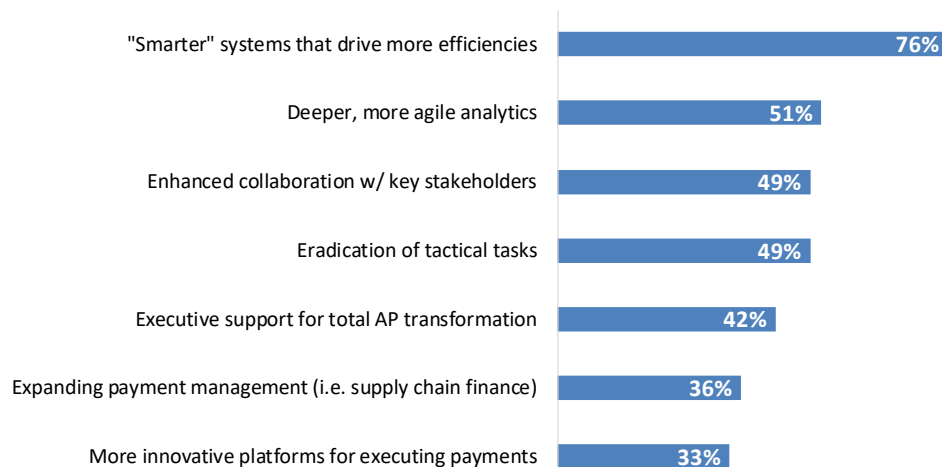 "Smarter" systems that drive more efficiencies 76%
Deeper, more agile analytics 51%
Enhanced collaboration w/ key stakeholders 49%
Eradication of tactical tasks 49%
Executive support for total AP transformation 42%
Expanding payment management (i.e. supply chain finance) 36%
More innovative platforms for executing payments 33%